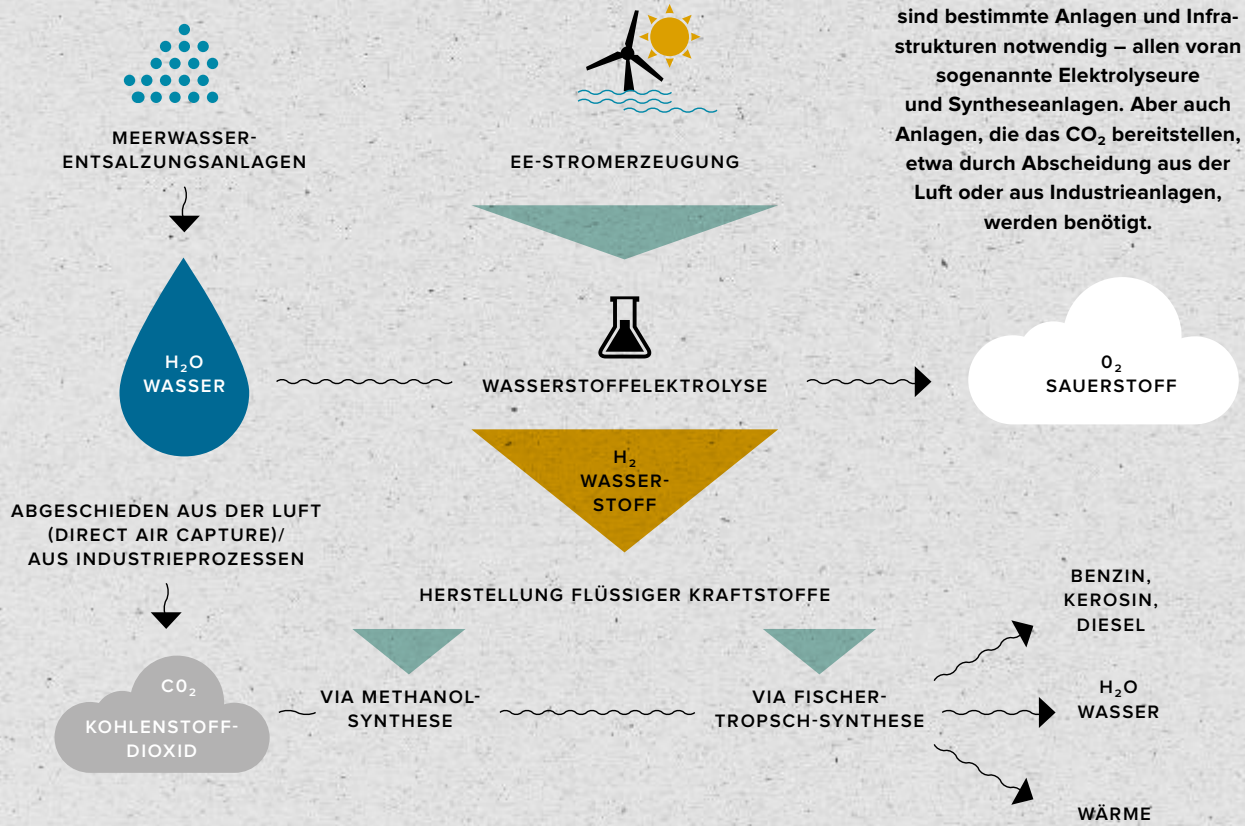 sind bestimmte Anlagen und Infra-
strukturen notwendig – allen voran
sogenannte Elektrolyseure
und Syntheseanlagen. Aber auch
Anlagen, die das CO₂ bereitstellen,
etwa durch Abscheidung aus der
Luft oder aus Industrieanlagen,
werden benötigt.
MEERWASSER-
ENTSALZUNGSANLAGEN
EE-STROMERZEUGUNG
H₂O
WASSER
WASSERSTOFFELEKTROLYSE
0₂
SAUERSTOFF
H₂
WASSER-
STOFF
ABGESCHIEDEN AUS DER LUFT
(DIRECT AIR CAPTURE)/
AUS INDUSTRIEPROZESSEN
HERSTELLUNG FLÜSSIGER KRAFTSTOFFE
C0₂
KOHLENSTOFF-
DIOXID
VIA METHANOL-
SYNTHESE
VIA FISCHER-
TROPSCH-SYNTHESE
BENZIN,
KEROSIN,
DIESEL
H₂O
WASSER
WÄRME